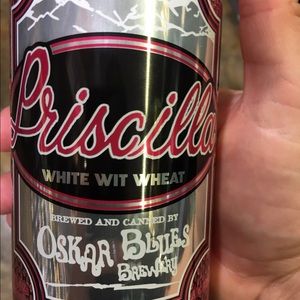 Priscilla
WHITE WIT WHEAT
BREWED AND CANNED BY
OSKAR BLUES
BREWERY